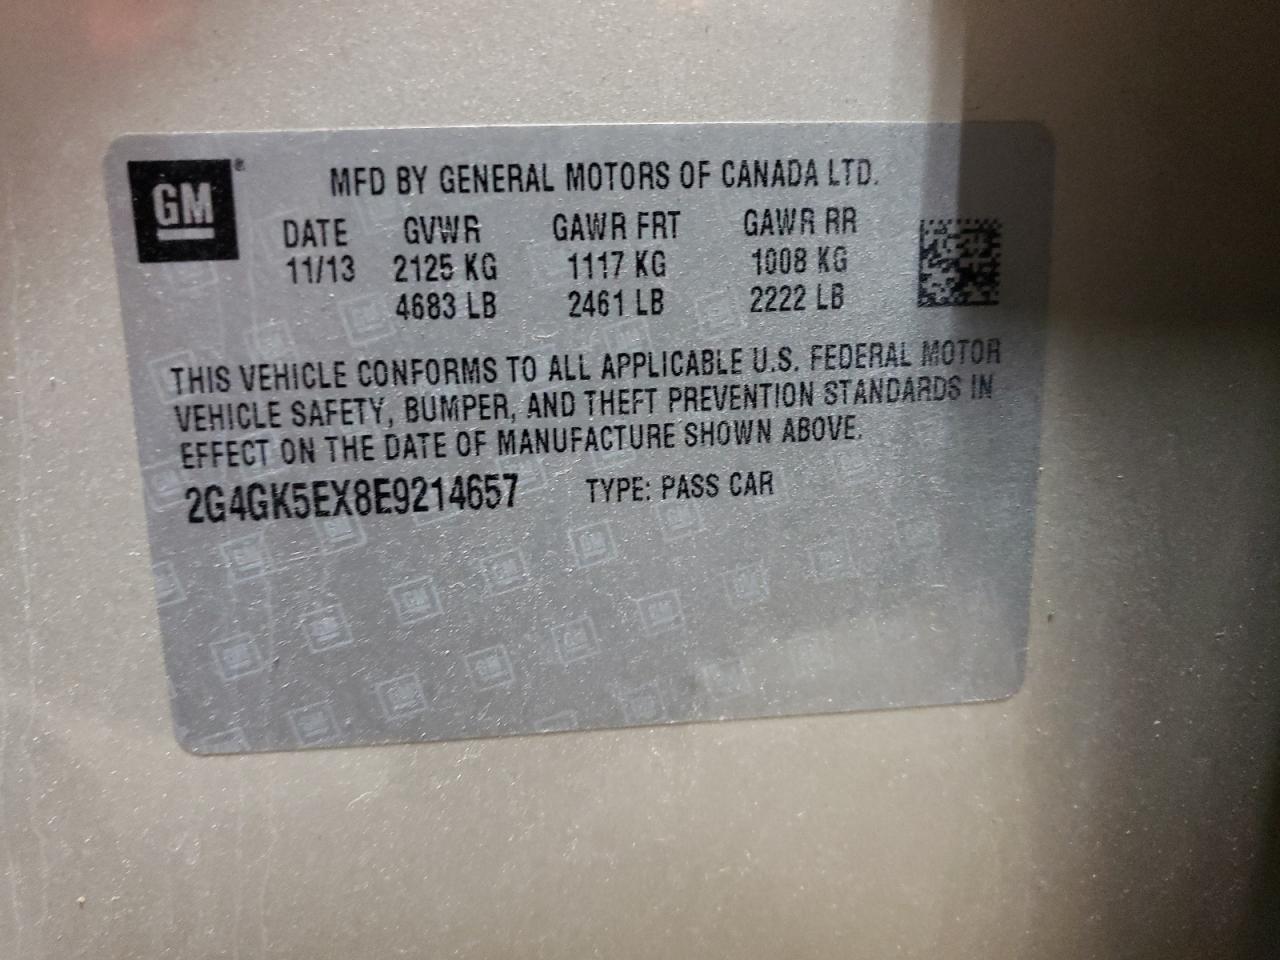 GM®
MFD BY GENERAL MOTORS OF CANADA LTD.
DATE GVWR GAWR FRT GAWR RR
11/13 2125 KG 1117 KG 1008 KG
4683 LB 2461 LB 2222 LB
THIS VEHICLE CONFORMS TO ALL APPLICABLE U.S. FEDERAL MOTOR
VEHICLE SAFETY, BUMPER, AND THEFT PREVENTION STANDARDS IN
EFFECT ON THE DATE OF MANUFACTURE SHOWN ABOVE.
2G4GK5EX8E9214657 TYPE: PASS CAR